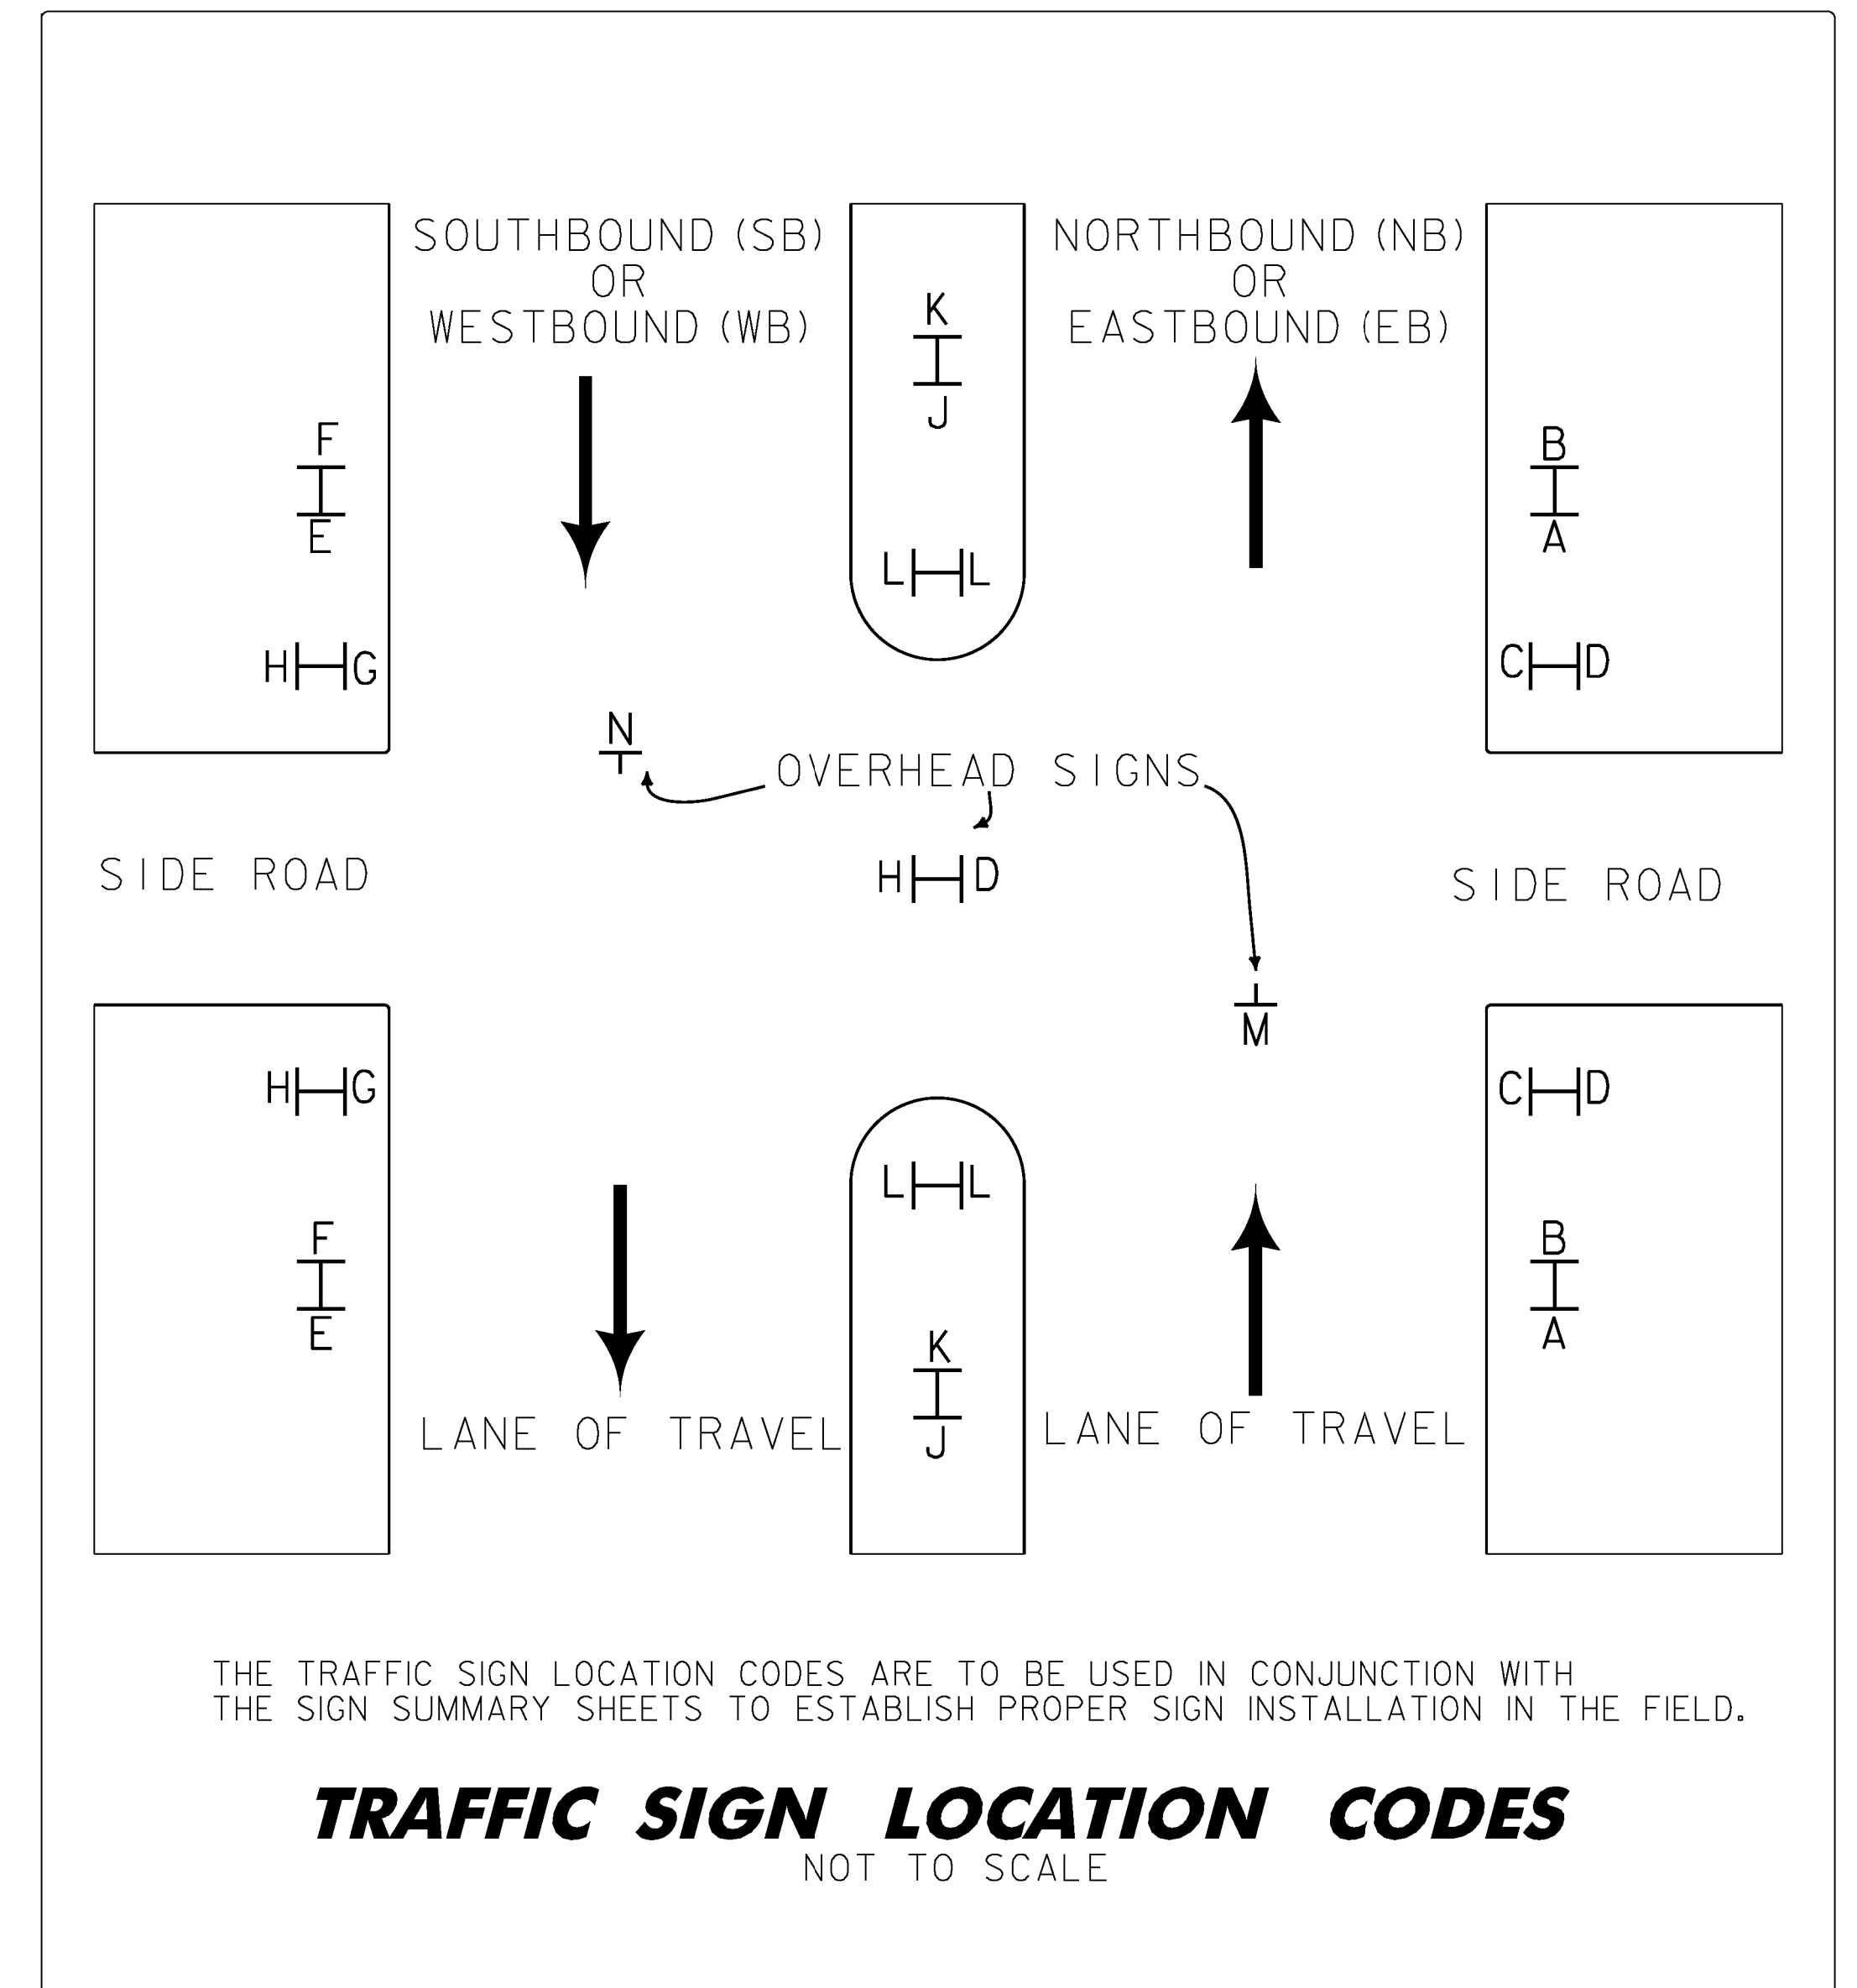 SOUTHBOUND (SB)
OR
WESTBOUND (WB)
NORTHBOUND (NB)
OR
EASTBOUND (EB)
K
J
F
E
B
A
L L
H G
C D
N
OVERHEAD SIGNS
SIDE ROAD
H D
SIDE ROAD
M
H G
C D
L L
F
E
B
A
K
J
LANE OF TRAVEL
LANE OF TRAVEL
THE TRAFFIC SIGN LOCATION CODES ARE TO BE USED IN CONJUNCTION WITH
THE SIGN SUMMARY SHEETS TO ESTABLISH PROPER SIGN INSTALLATION IN THE FIELD.
TRAFFIC SIGN LOCATION CODES
NOT TO SCALE